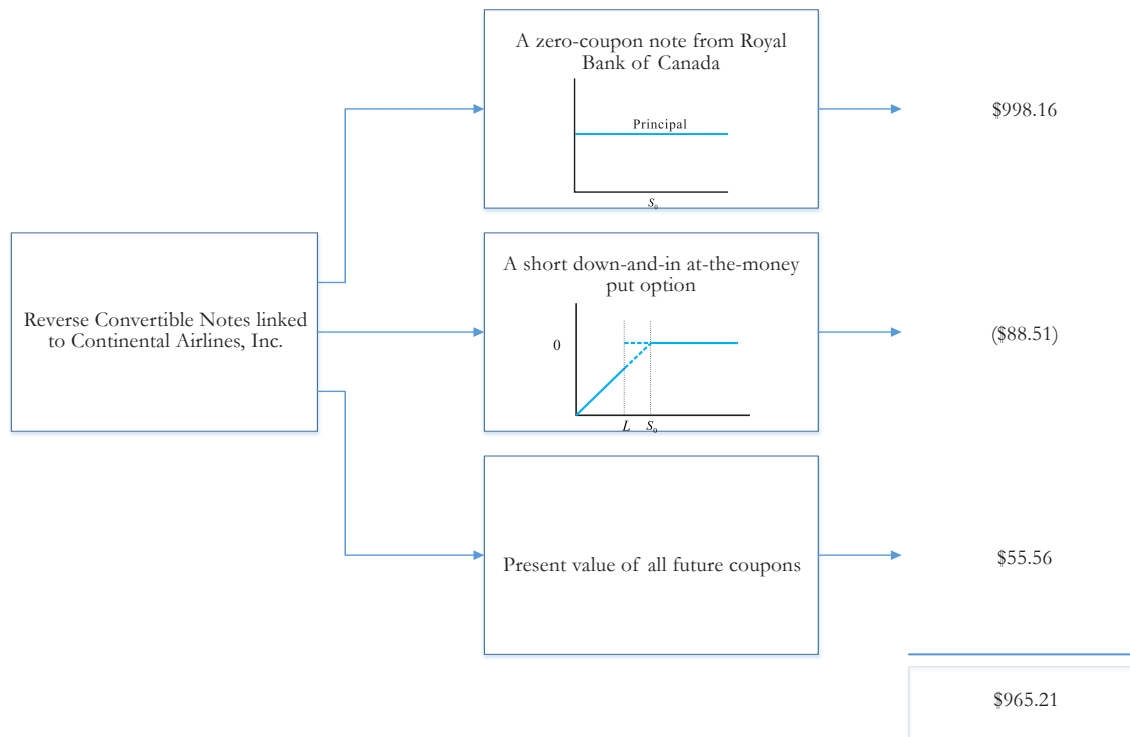 A zero-coupon note from Royal
Bank of Canada
Principal
S₀
$998.16
Reverse Convertible Notes linked
to Continental Airlines, Inc.
A short down-and-in at-the-money
put option
0
L S₀
($88.51)
Present value of all future coupons
$55.56
$965.21